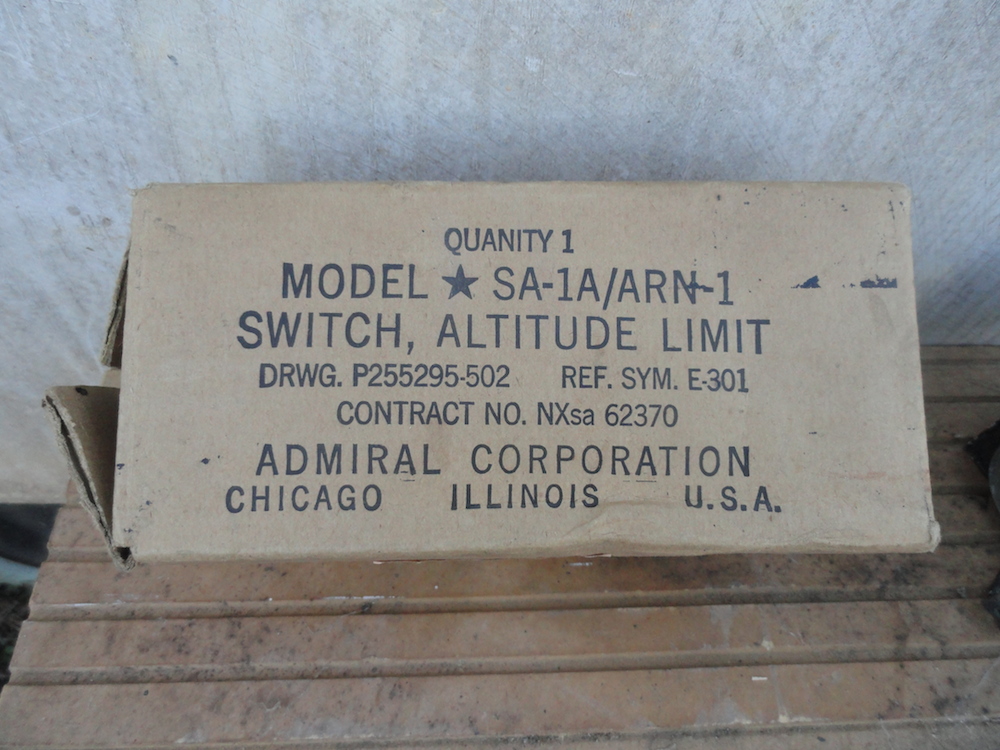 QUANITY 1
MODEL ★ SA-1A/ARN-1
SWITCH, ALTITUDE LIMIT
DRWG. P255295-502 REF. SYM. E-301
CONTRACT NO. NXsa 62370
ADMIRAL CORPORATION
CHICAGO ILLINOIS U.S.A.